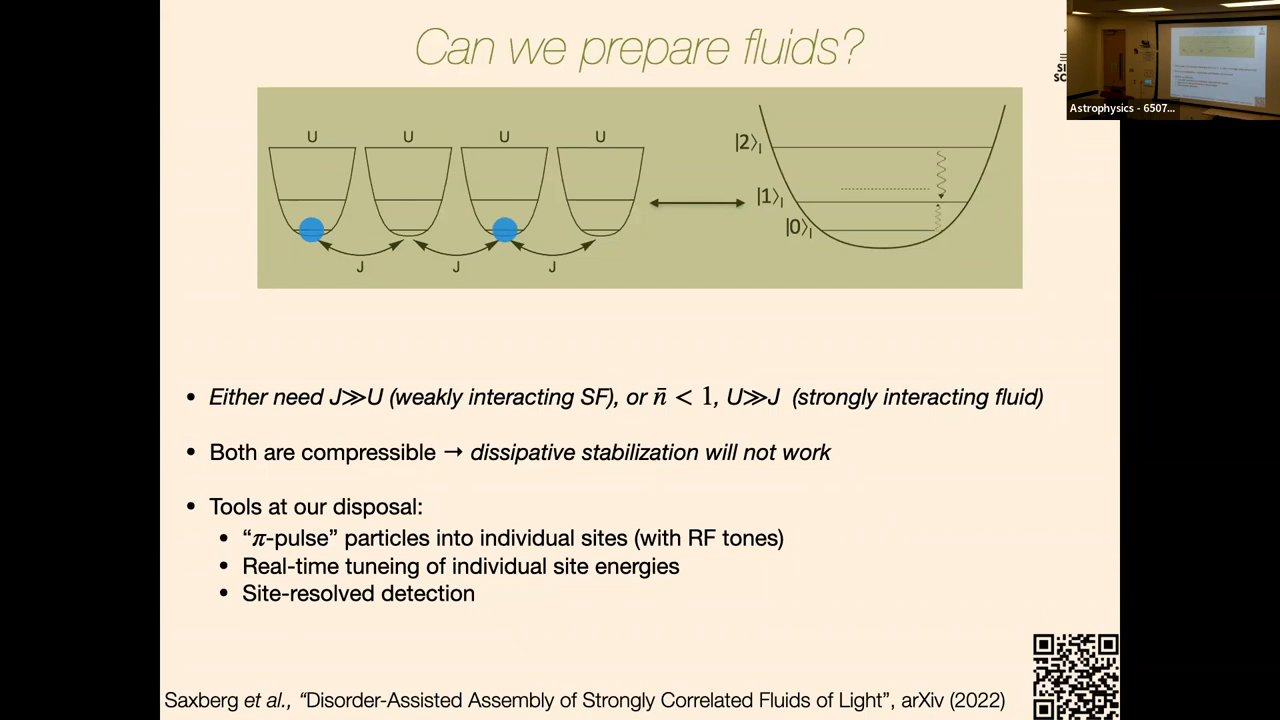 Can we prepare fluids?
SI
SC
Astrophysics - 6507...
U U U U
|2⟩ₗ
|1⟩ₗ
|0⟩ₗ
J J J
• Either need J≫U (weakly interacting SF), or n̄ < 1, U≫J (strongly interacting fluid)
• Both are compressible → dissipative stabilization will not work
• Tools at our disposal:
• “π-pulse” particles into individual sites (with RF tones)
• Real-time tuneing of individual site energies
• Site-resolved detection
Saxberg et al., “Disorder-Assisted Assembly of Strongly Correlated Fluids of Light”, arXiv (2022)